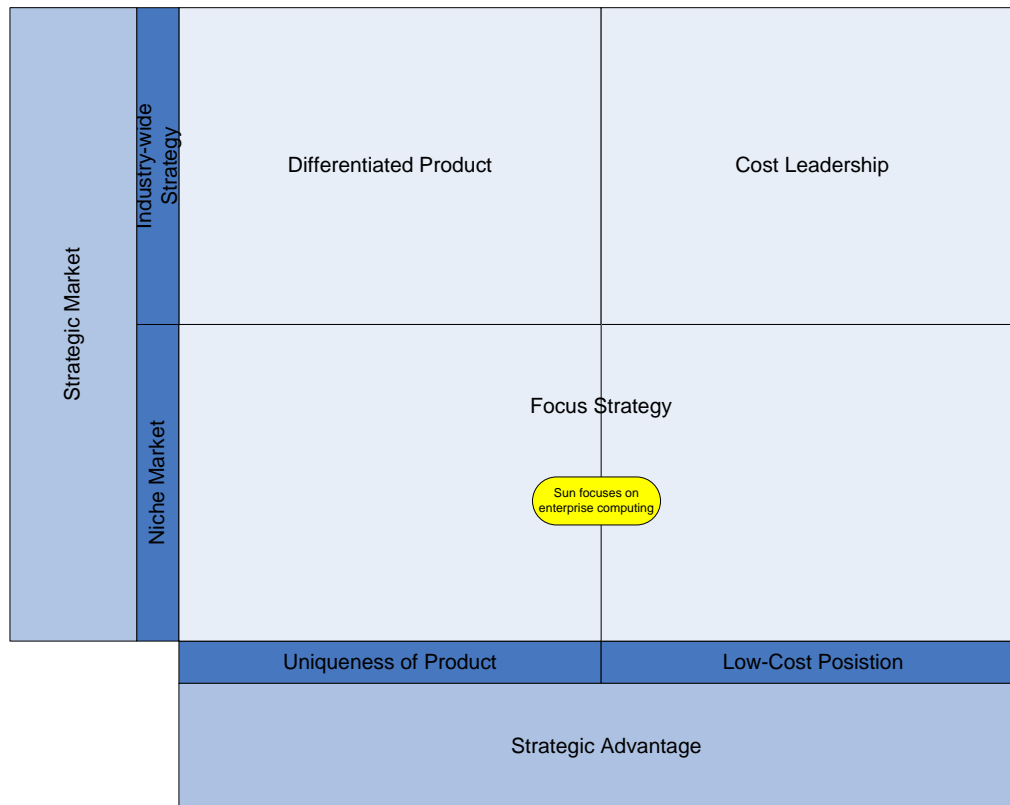 Strategic Market
Industry-wide
Strategy
Differentiated Product
Cost Leadership
Niche Market
Focus Strategy
Sun focuses on
enterprise computing
Uniqueness of Product
Low-Cost Posistion
Strategic Advantage